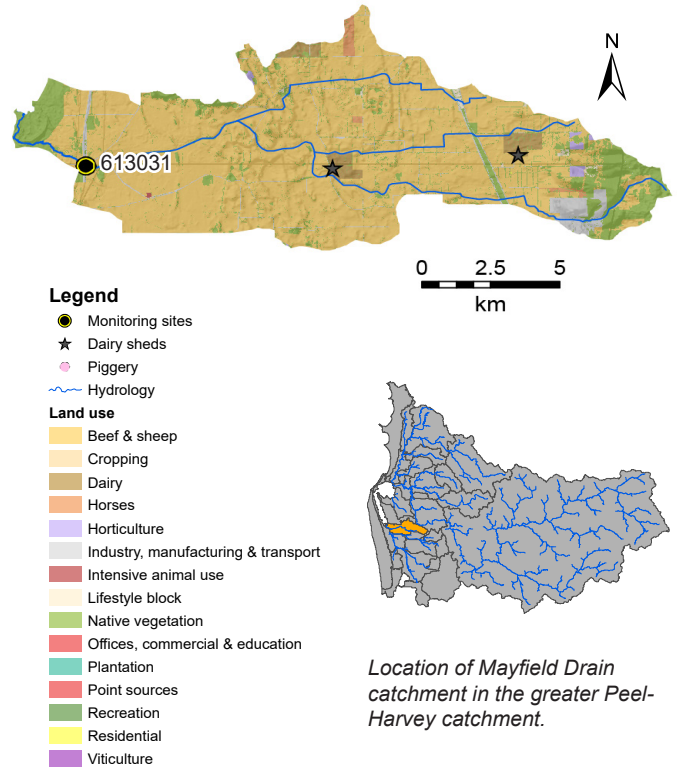 N
613031
0 2.5 5
km
Legend
Monitoring sites
Dairy sheds
Piggery
Hydrology
Land use
Beef & sheep
Cropping
Dairy
Horses
Horticulture
Industry, manufacturing & transport
Intensive animal use
Lifestyle block
Native vegetation
Offices, commercial & education
Plantation
Point sources
Recreation
Residential
Viticulture
Location of Mayfield Drain
catchment in the greater Peel-
Harvey catchment.